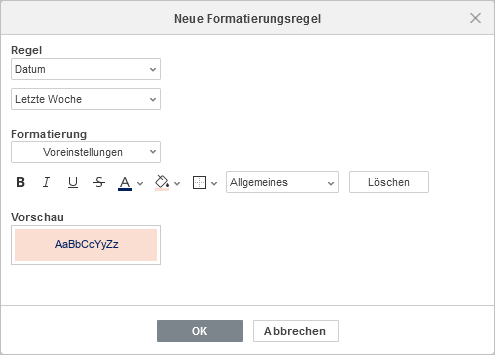 Neue Formatierungsregel
Regel
Datum
Letzte Woche
Formatierung
Voreinstellungen
B I U S A Allgemeines Löschen
Vorschau
AaBbCcYyZz
OK Abbrechen